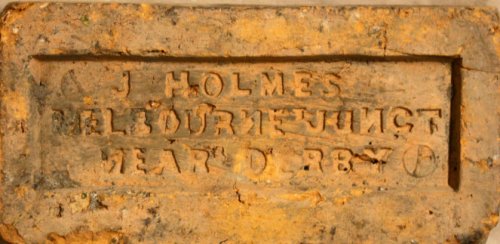 J HOLMES
MELBOURNE JUNCT
NEAR DERBY P